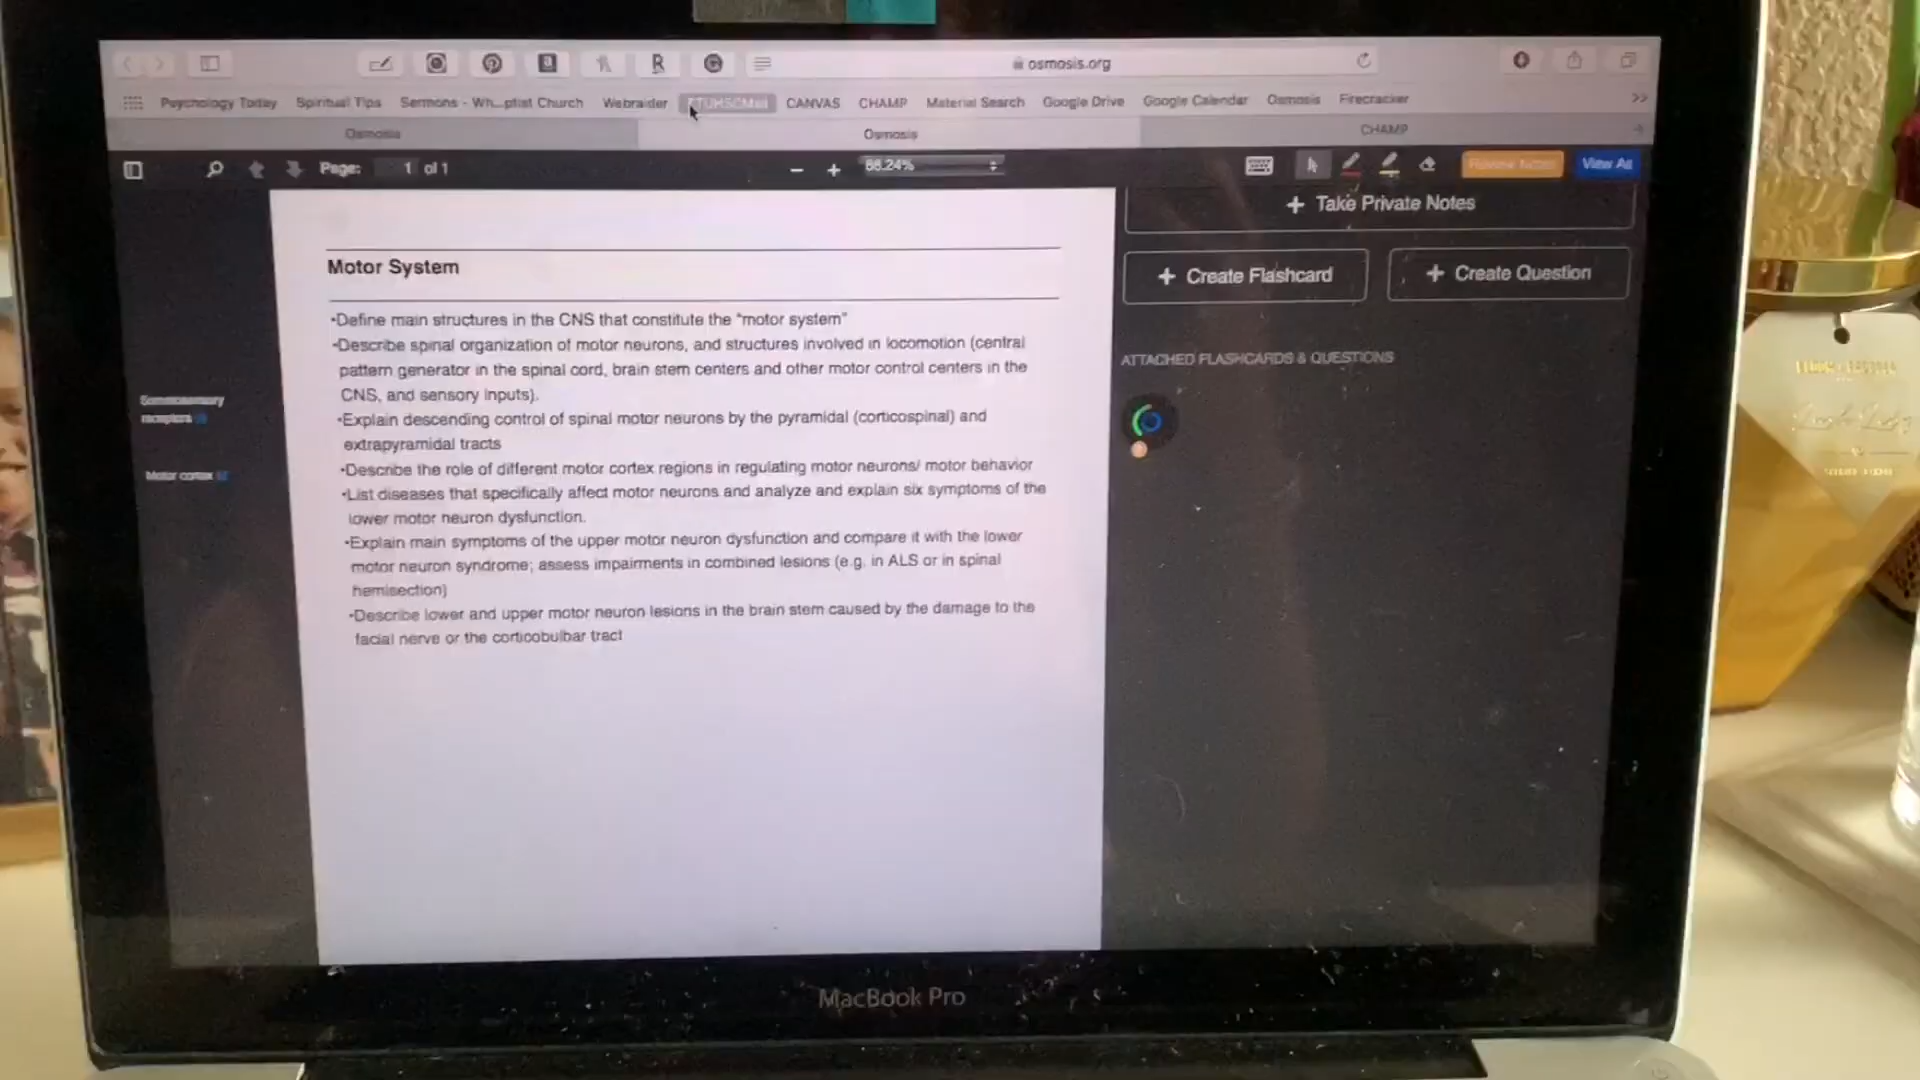 osmosis.org
Psychology Today Spiritual Tips Sermons - Wh...ptist Church Webraider TTUHSCMail CANVAS CHAMP Material Search Google Drive Google Calendar Osmosis Firecracker >>
Osmosis Osmosis CHAMP
Page: 1 of 1 − + 86.24% View All
+ Take Private Notes
+ Create Flashcard + Create Question
ATTACHED FLASHCARDS & QUESTIONS
Somatosensory
receptors
Motor cortex
Motor System
•Define main structures in the CNS that constitute the "motor system"
•Describe spinal organization of motor neurons, and structures involved in locomotion (central
pattern generator in the spinal cord, brain stem centers and other motor control centers in the
CNS, and sensory inputs).
•Explain descending control of spinal motor neurons by the pyramidal (corticospinal) and
extrapyramidal tracts
•Describe the role of different motor cortex regions in regulating motor neurons/ motor behavior
•List diseases that specifically affect motor neurons and analyze and explain six symptoms of the
lower motor neuron dysfunction.
•Explain main symptoms of the upper motor neuron dysfunction and compare it with the lower
motor neuron syndrome; assess impairments in combined lesions (e.g. in ALS or in spinal
hemisection)
•Describe lower and upper motor neuron lesions in the brain stem caused by the damage to the
facial nerve or the corticobulbar tract
MacBook Pro